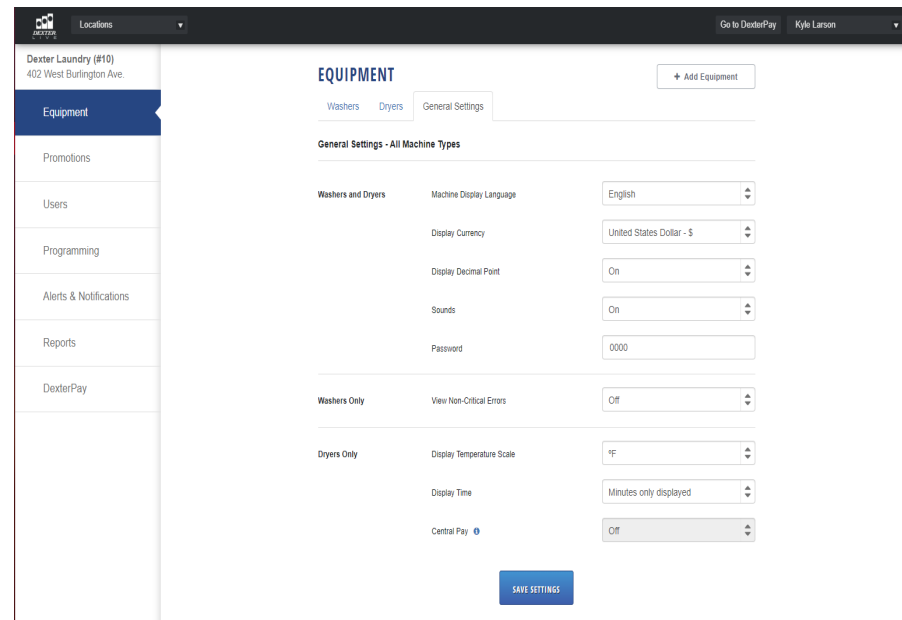 DEXTER
LIVE
Locations
Go to DexterPay
Kyle Larson
Dexter Laundry (#10)
402 West Burlington Ave.
Equipment
Promotions
Users
Programming
Alerts & Notifications
Reports
DexterPay
EQUIPMENT
+ Add Equipment
Washers Dryers General Settings
General Settings - All Machine Types
Washers and Dryers Machine Display Language English
Display Currency United States Dollar - $
Display Decimal Point On
Sounds On
Password 0000
Washers Only View Non-Critical Errors Off
Dryers Only Display Temperature Scale ºF
Display Time Minutes only displayed
Central Pay Off
SAVE SETTINGS